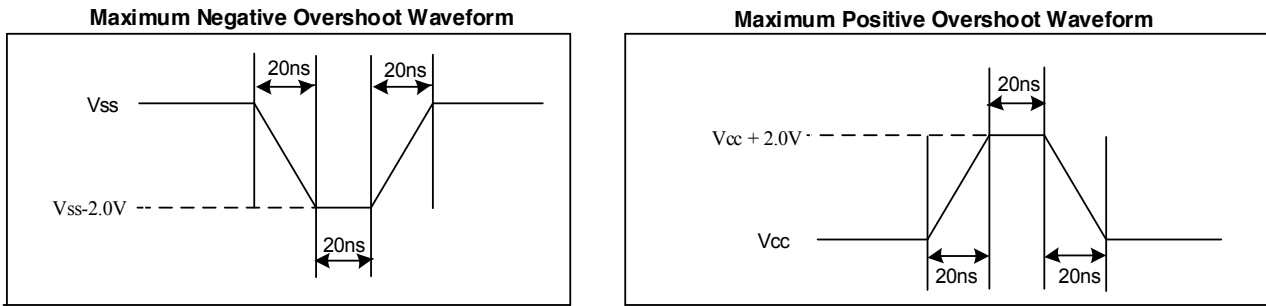 Maximum Negative Overshoot Waveform
20ns
20ns
Vss
Vss-2.0V
20ns
Maximum Positive Overshoot Waveform
20ns
Vcc + 2.0V
Vcc
20ns
20ns